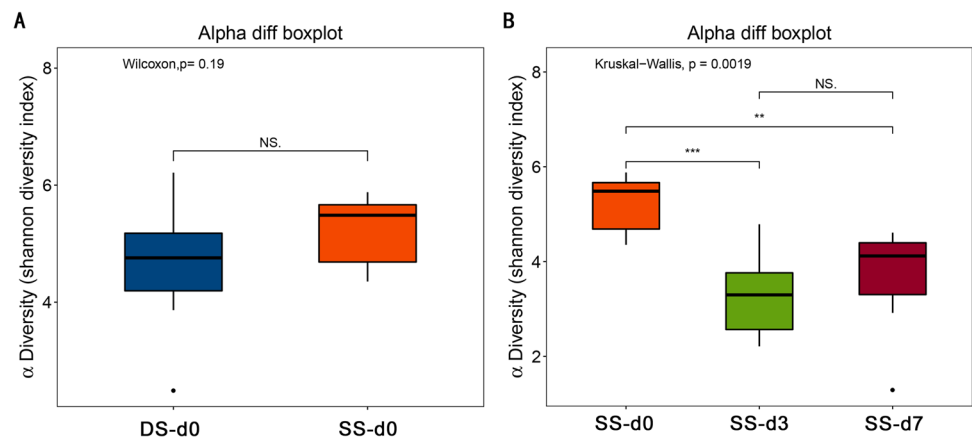 A
Alpha diff boxplot
Wilcoxon,p= 0.19
NS.
α Diversity (shannon diversity index)
8
6
4
DS-d0 SS-d0
B
Alpha diff boxplot
Kruskal−Wallis, p = 0.0019
NS.
**
***
α Diversity (shannon diversity index)
8
6
4
2
SS-d0 SS-d3 SS-d7